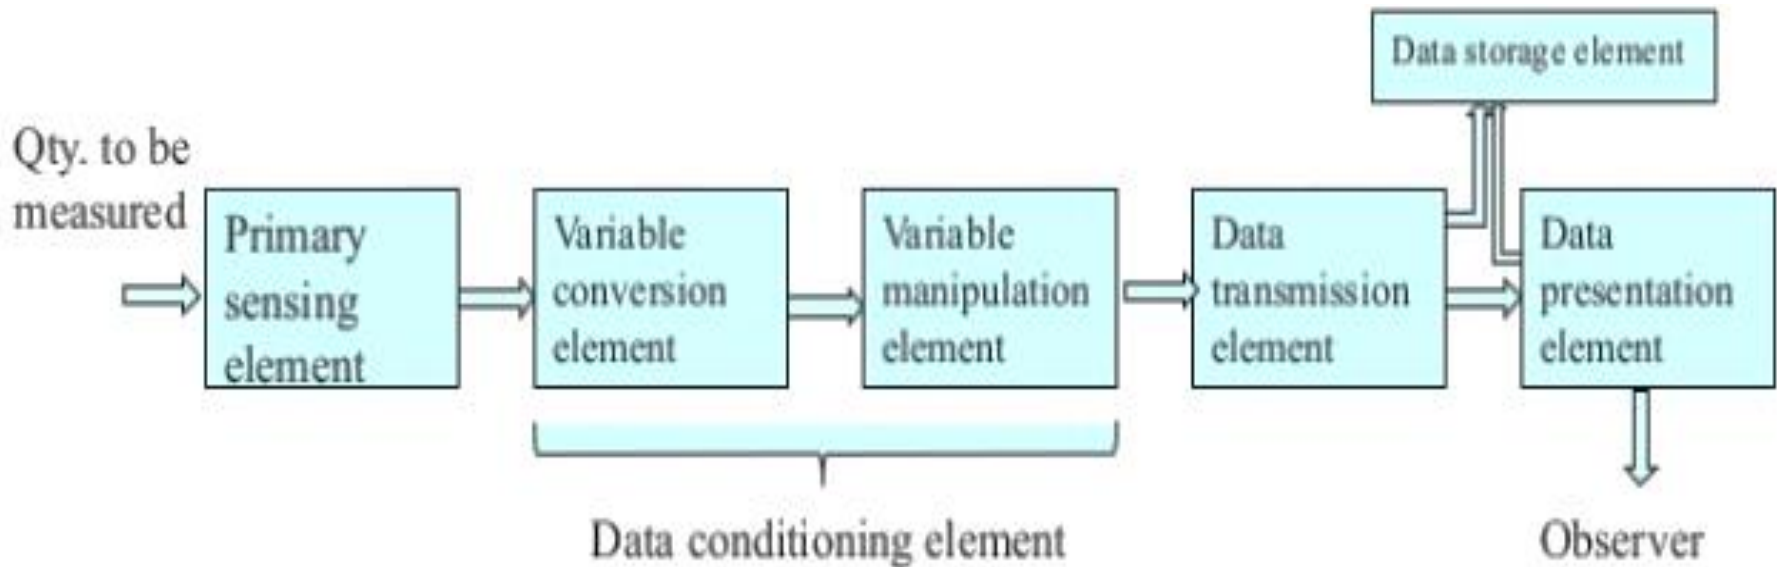 Data storage element
Qty. to be
measured
Primary
sensing
element
Variable
conversion
element
Variable
manipulation
element
Data
transmission
element
Data
presentation
element
Data conditioning element
Observer